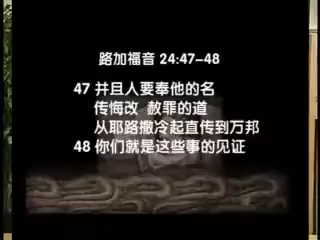 路加福音 24:47-48
47 并且人要奉他的名
传悔改 赦罪的道
从耶路撒冷起直传到万邦
48 你们就是这些事的见证